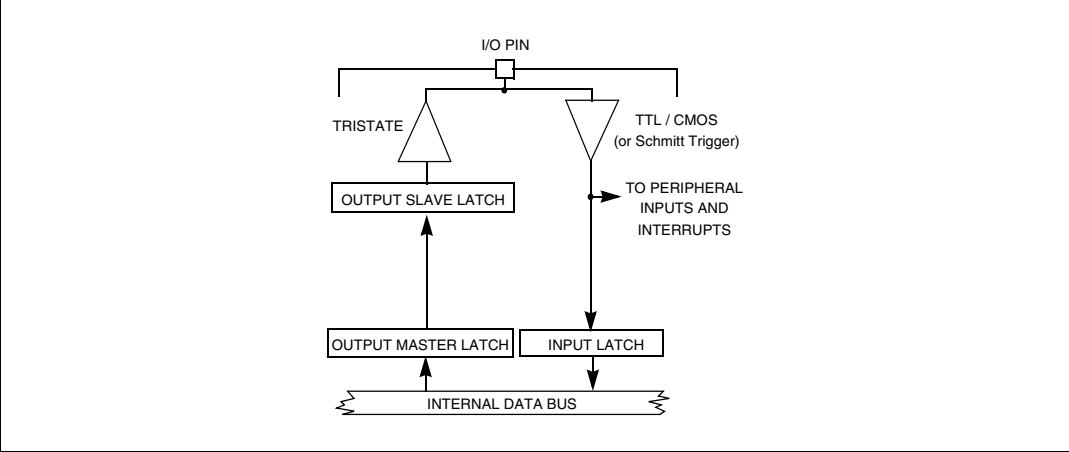 I/O PIN
TRISTATE
TTL / CMOS
(or Schmitt Trigger)
TO PERIPHERAL
INPUTS AND
INTERRUPTS
OUTPUT SLAVE LATCH
OUTPUT MASTER LATCH
INPUT LATCH
INTERNAL DATA BUS